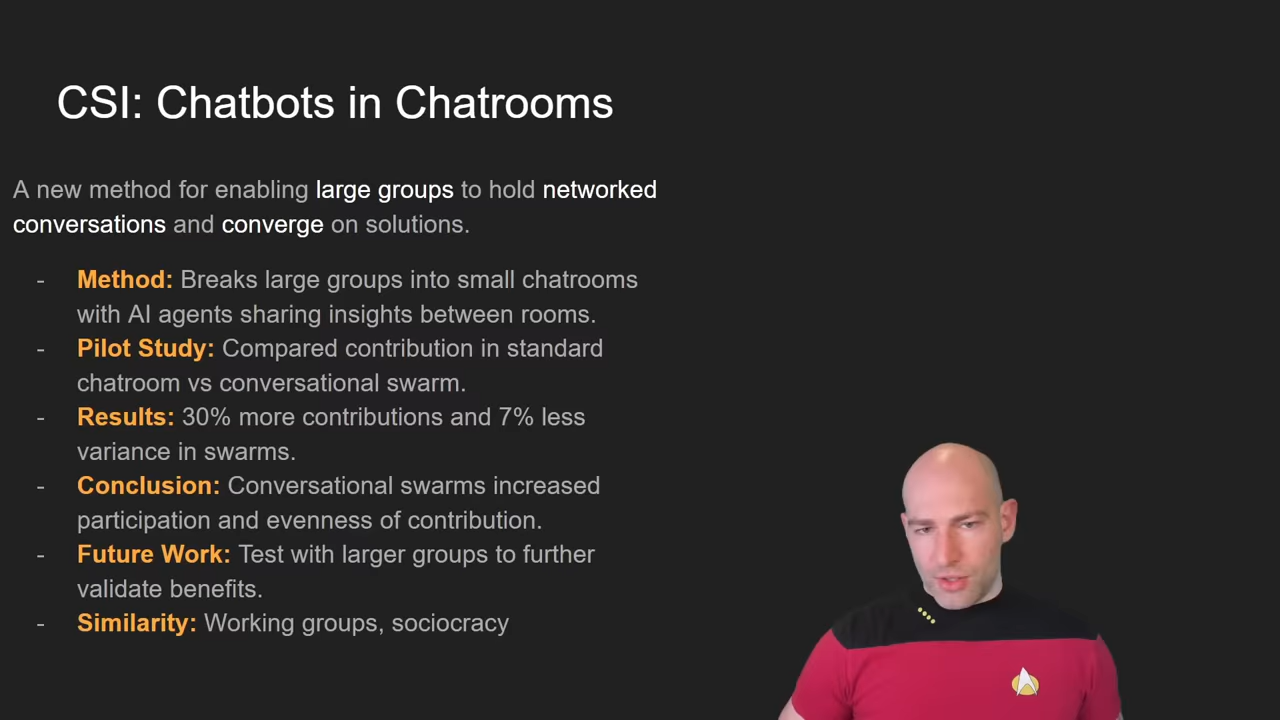 CSI: Chatbots in Chatrooms
A new method for enabling large groups to hold networked
conversations and converge on solutions.
- Method: Breaks large groups into small chatrooms
with AI agents sharing insights between rooms.
- Pilot Study: Compared contribution in standard
chatroom vs conversational swarm.
- Results: 30% more contributions and 7% less
variance in swarms.
- Conclusion: Conversational swarms increased
participation and evenness of contribution.
- Future Work: Test with larger groups to further
validate benefits.
- Similarity: Working groups, sociocracy